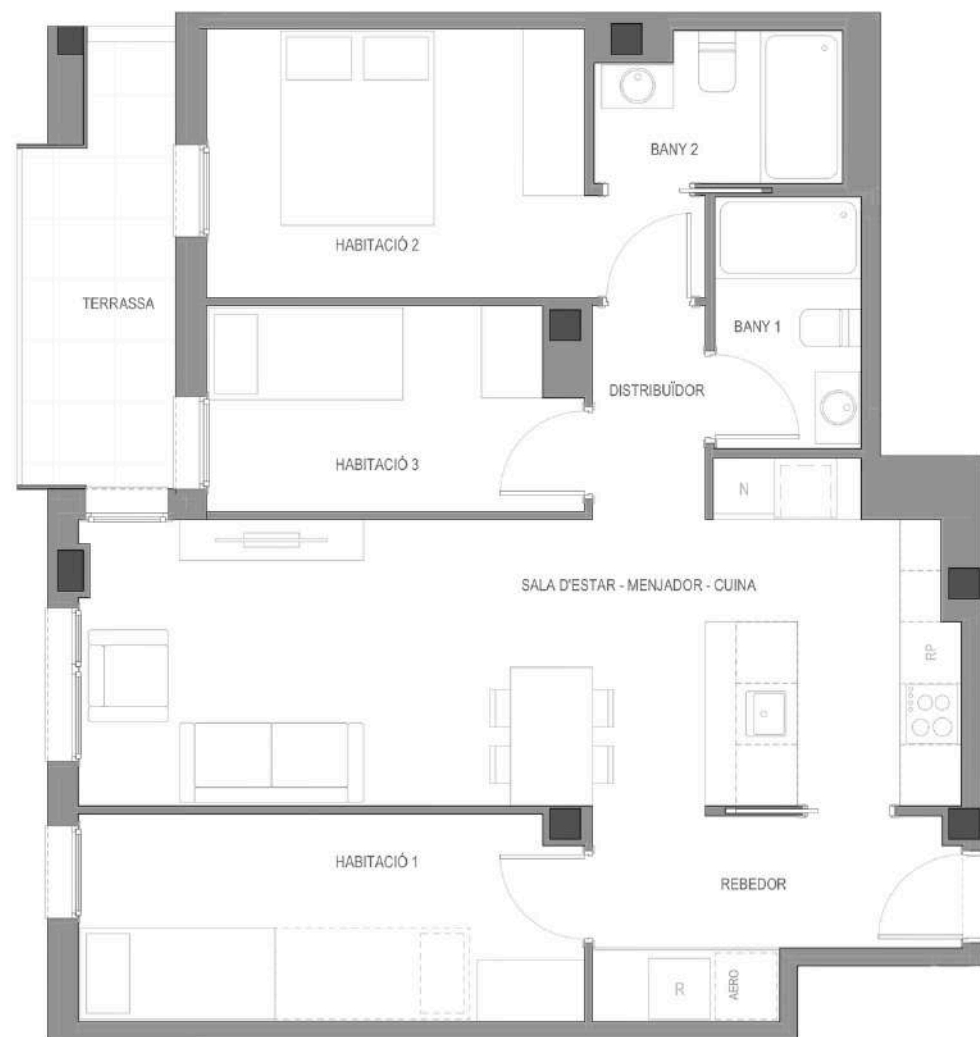 BANY 2
HABITACIÓ 2
TERRASSA
BANY 1
DISTRIBUÏDOR
HABITACIÓ 3
N
SALA D'ESTAR - MENJADOR - CUINA
RP
HABITACIÓ 1
REBEDOR
R
AERO